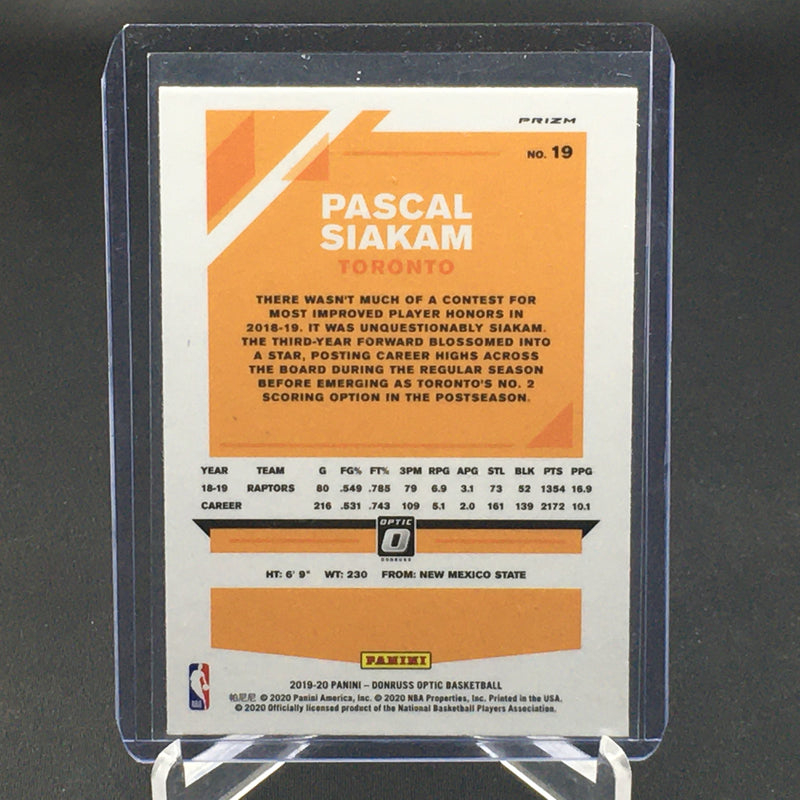 PRIZM
NO. 19
PASCAL
SIAKAM
TORONTO
THERE WASN'T MUCH OF A CONTEST FOR
MOST IMPROVED PLAYER HONORS IN
2018-19. IT WAS UNQUESTIONABLY SIAKAM.
THE THIRD-YEAR FORWARD BLOSSOMED INTO
A STAR, POSTING CAREER HIGHS ACROSS
THE BOARD DURING THE REGULAR SEASON
BEFORE EMERGING AS TORONTO'S NO. 2
SCORING OPTION IN THE POSTSEASON.
YEAR TEAM G FG% FT% 3PM RPG APG STL BLK PTS PPG
18-19 RAPTORS 80 .549 .785 79 6.9 3.1 73 52 1354 16.9
CAREER 216 .531 .743 109 5.1 2.0 161 139 2172 10.1
OPTIC
O
DONRUSS
HT: 6' 9" WT: 230 FROM: NEW MEXICO STATE
PANINI
2019-20 PANINI – DONRUSS OPTIC BASKETBALL
帕尼尼 © 2020 Panini America, Inc. © 2020 NBA Properties, Inc. Printed in the USA.
© 2020 Officially licensed product of the National Basketball Players Association.
NBA